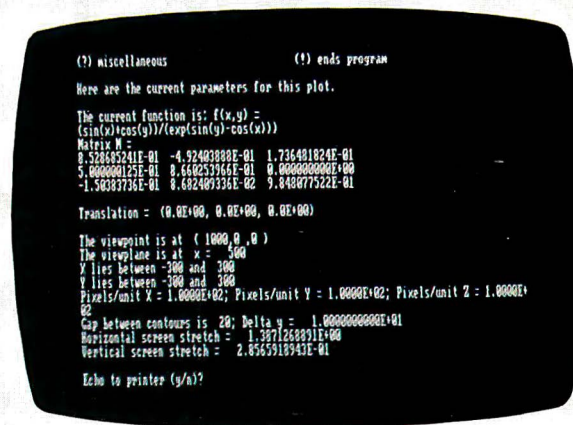 (?) miscellaneous (!) ends program
Here are the current parameters for this plot.
The current function is: f(x,y) =
(sin(x)+cos(y))/(exp(sin(y)-cos(x)))
Matrix M =
8.528685241E-01 -4.92403888E-01 1.736481824E-01
5.000000125E-01 8.660253966E-01 0.000000000E+00
-1.50383736E-01 8.682409336E-02 9.848077522E-01
Translation = (0.0E+00, 0.0E+00, 0.0E+00)
The viewpoint is at ( 1000,0 ,0 )
The viewplane is at x = 500
X lies between -300 and 300
Y lies between -300 and 300
Pixels/unit X = 1.0000E+02; Pixels/unit Y = 1.0000E+02; Pixels/unit Z = 1.0000E+
02
Gap between contours is 20; Delta y = 1.0000000000E+01
Horizontal screen stretch = 1.3871268891E+00
Vertical screen stretch = 2.8565918943E-01
Echo to printer (y/n)?